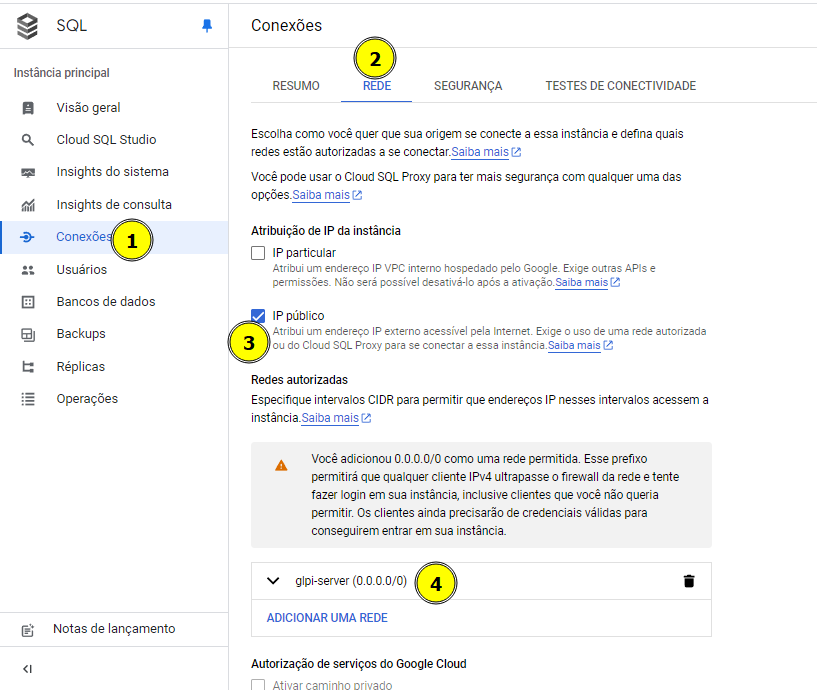 SQL
Instância principal
Visão geral
Cloud SQL Studio
Insights do sistema
Insights de consulta
Conexões
1
Usuários
Bancos de dados
Backups
Réplicas
Operações
Notas de lançamento
Conexões
2
RESUMO
REDE
SEGURANÇA
TESTES DE CONECTIVIDADE
Escolha como você quer que sua origem se conecte a essa instância e defina quais
redes estão autorizadas a se conectar.Saiba mais
Você pode usar o Cloud SQL Proxy para ter mais segurança com qualquer uma das
opções.Saiba mais
Atribuição de IP da instância
IP particular
Atribui um endereço IP VPC interno hospedado pelo Google. Exige outras APIs e
permissões. Não será possível desativá-lo após a ativação.Saiba mais
IP público
3
Atribui um endereço IP externo acessível pela Internet. Exige o uso de uma rede autorizada
ou do Cloud SQL Proxy para se conectar a essa instância.Saiba mais
Redes autorizadas
Especifique intervalos CIDR para permitir que endereços IP nesses intervalos acessem a
instância.Saiba mais
Você adicionou 0.0.0.0/0 como uma rede permitida. Esse prefixo
permitirá que qualquer cliente IPv4 ultrapasse o firewall da rede e tente
fazer login em sua instância, inclusive clientes que você não queria
permitir. Os clientes ainda precisarão de credenciais válidas para
conseguirem entrar em sua instância.
glpi-server (0.0.0.0/0)
4
ADICIONAR UMA REDE
Autorização de serviços do Google Cloud
Ativar caminho privado